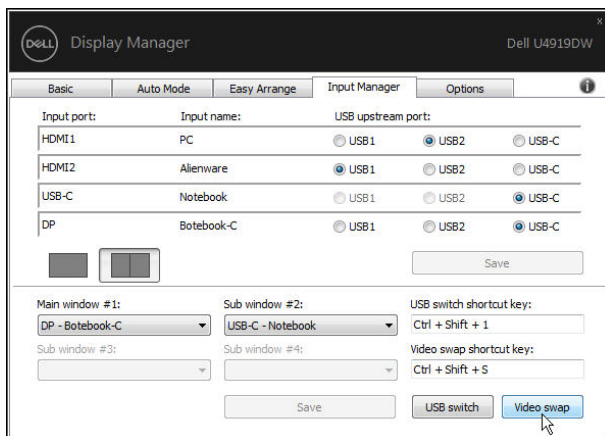 x
DELL Display Manager Dell U4919DW
Basic Auto Mode Easy Arrange Input Manager Options i
Input port: Input name: USB upstream port:
HDMI1 PC USB1 USB2 USB-C
HDMI2 Alienware USB1 USB2 USB-C
USB-C Notebook USB1 USB2 USB-C
DP Botebook-C USB1 USB2 USB-C
Save
Main window #1: Sub window #2: USB switch shortcut key:
DP - Botebook-C USB-C - Notebook Ctrl + Shift + 1
Sub window #3: Sub window #4: Video swap shortcut key:
Ctrl + Shift + S
Save USB switch Video swap